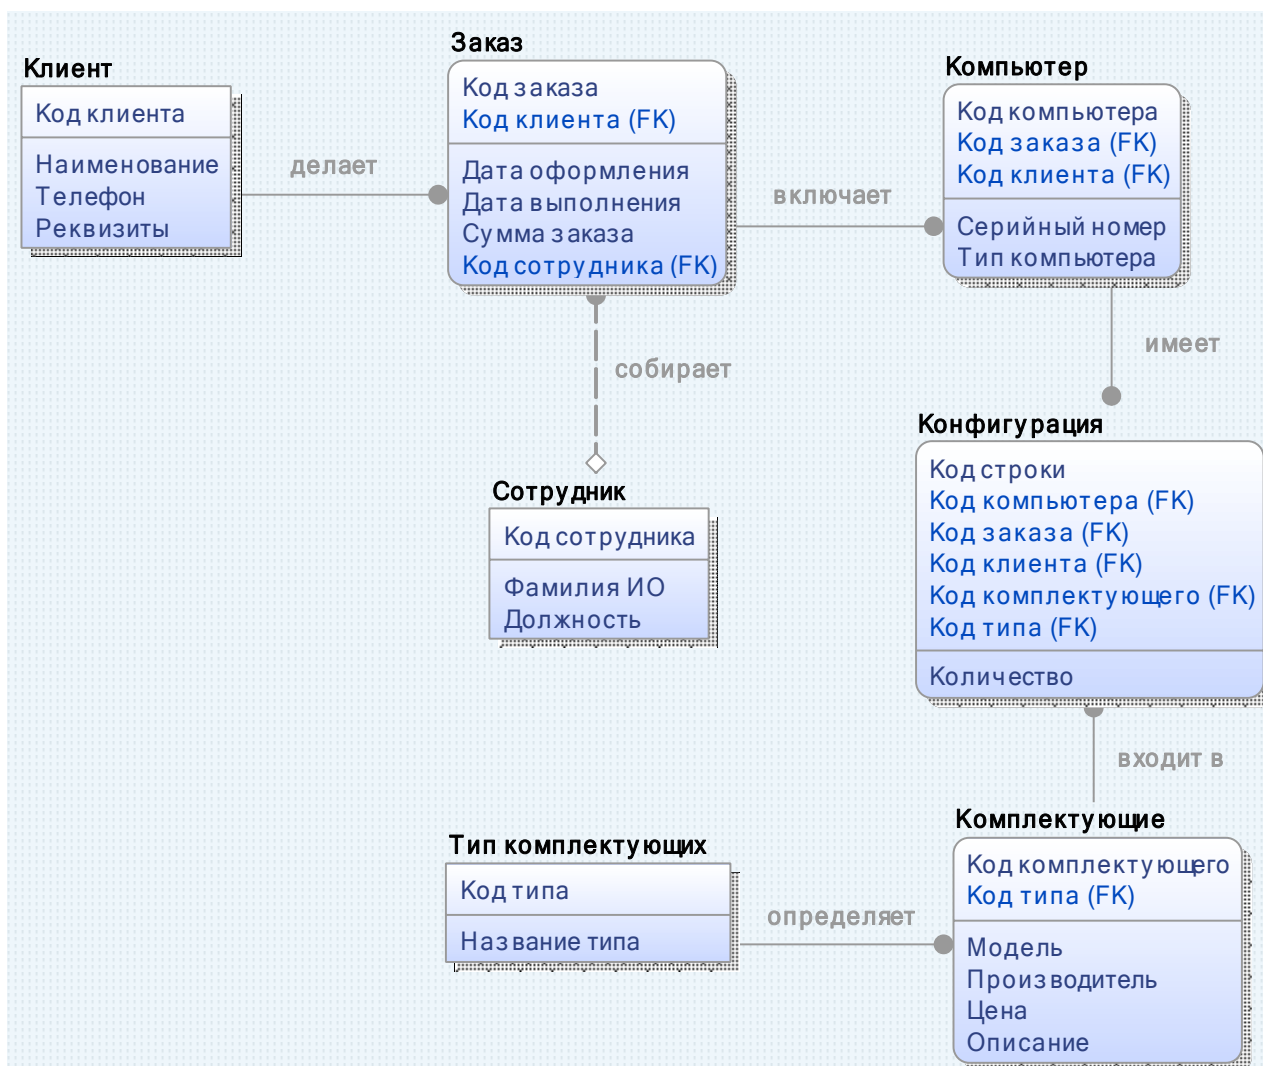 Клиент
Код клиента
Наименование
Телефон
Реквизиты
делает
Заказ
Код заказа
Код клиента (FK)
Дата оформления
Дата выполнения
Сумма заказа
Код сотрудника (FK)
включает
Компьютер
Код компьютера
Код заказа (FK)
Код клиента (FK)
Серийный номер
Тип компьютера
имеет
собирает
Сотрудник
Код сотрудника
Фамилия ИО
Должность
Конфигурация
Код строки
Код компьютера (FK)
Код заказа (FK)
Код клиента (FK)
Код комплектующего (FK)
Код типа (FK)
Количество
входит в
Тип комплектующих
Код типа
Название типа
определяет
Комплектующие
Код комплектующего
Код типа (FK)
Модель
Производитель
Цена
Описание